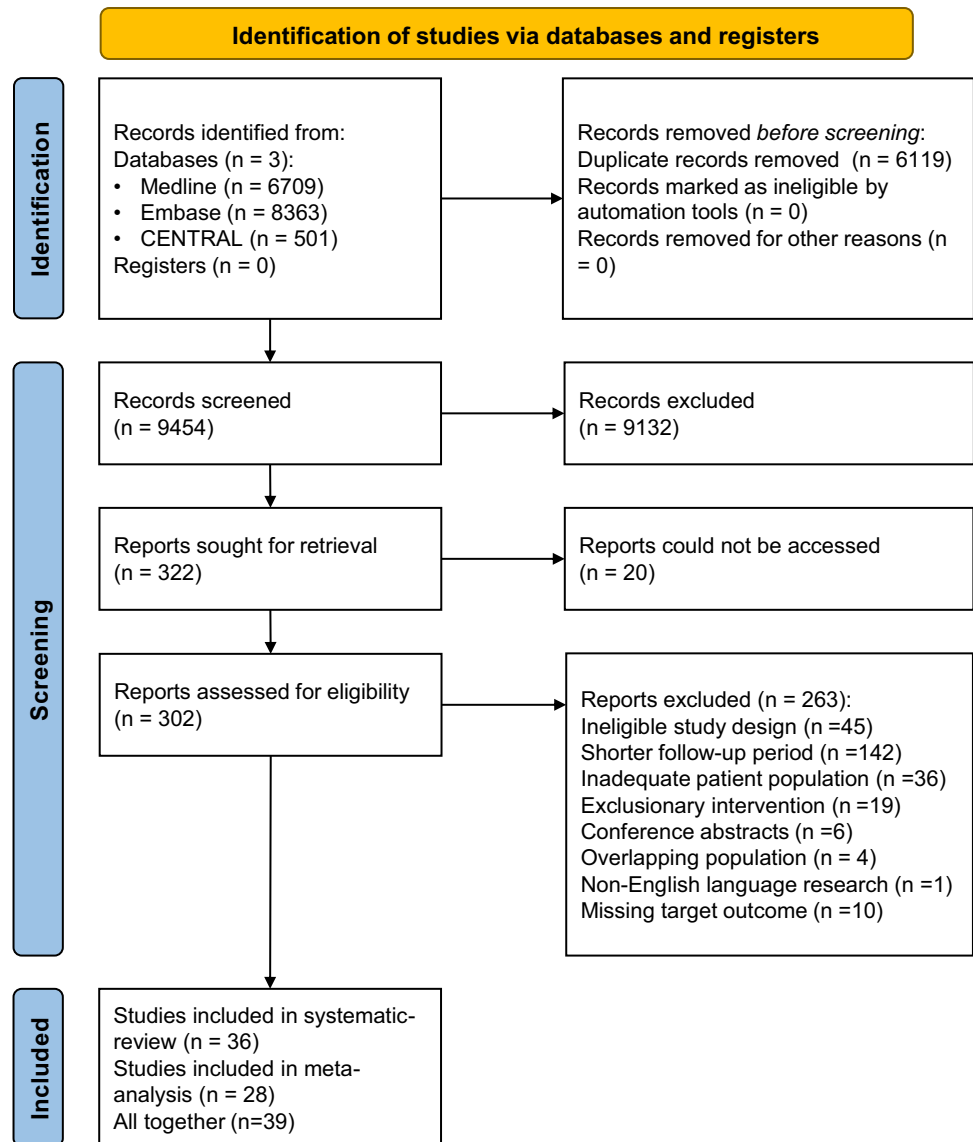 Identification of studies via databases and registers
Identification
Records identified from:
Databases (n = 3):
• Medline (n = 6709)
• Embase (n = 8363)
• CENTRAL (n = 501)
Registers (n = 0)
Records removed before screening:
Duplicate records removed (n = 6119)
Records marked as ineligible by
automation tools (n = 0)
Records removed for other reasons (n
= 0)
Screening
Records screened
(n = 9454)
Records excluded
(n = 9132)
Reports sought for retrieval
(n = 322)
Reports could not be accessed
(n = 20)
Reports assessed for eligibility
(n = 302)
Reports excluded (n = 263):
Ineligible study design (n =45)
Shorter follow-up period (n =142)
Inadequate patient population (n =36)
Exclusionary intervention (n =19)
Conference abstracts (n =6)
Overlapping population (n = 4)
Non-English language research (n =1)
Missing target outcome (n =10)
Included
Studies included in systematic-
review (n = 36)
Studies included in meta-
analysis (n = 28)
All together (n=39)